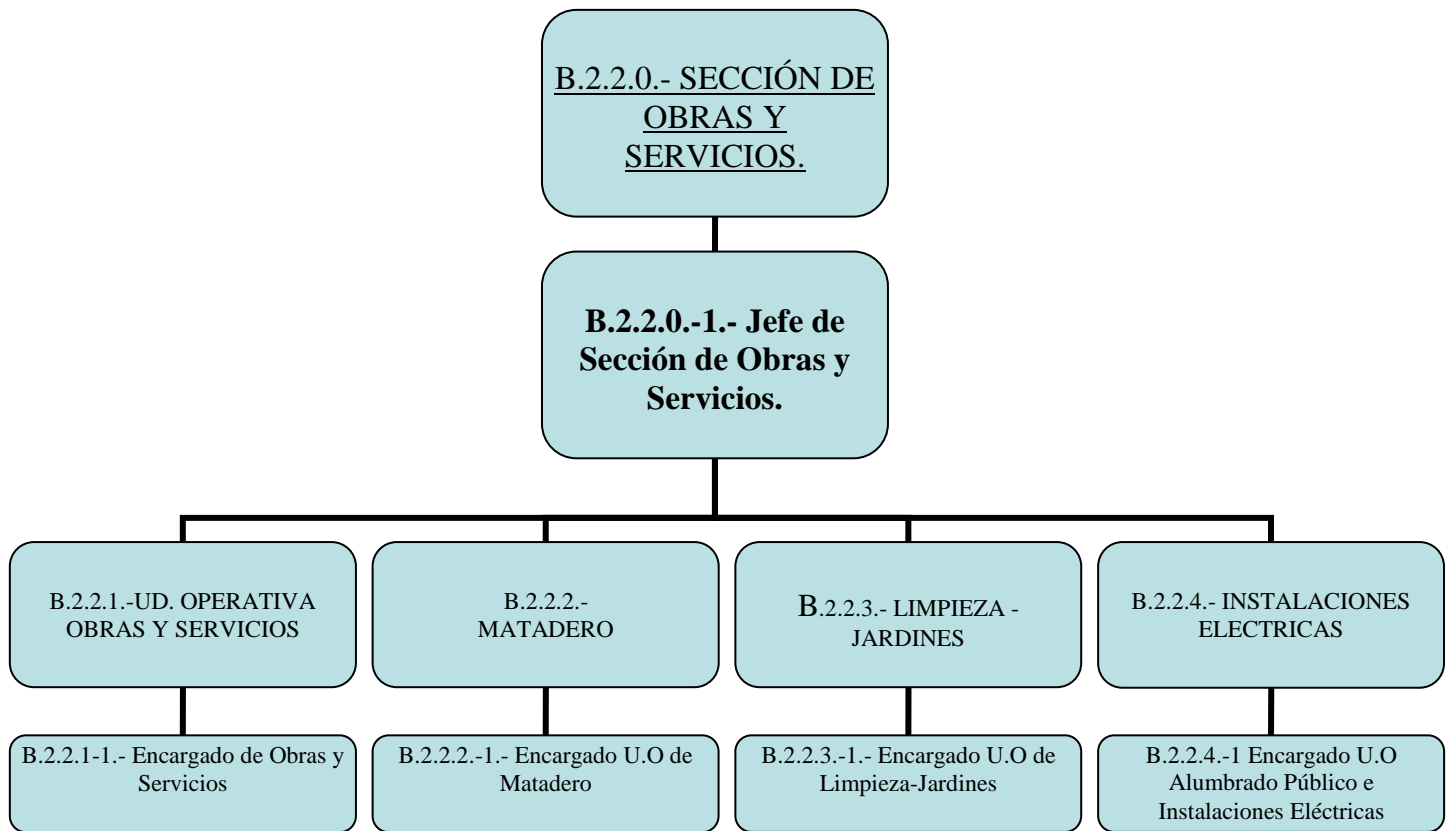 B.2.2.0.- SECCIÓN DE
OBRAS Y
SERVICIOS.
B.2.2.0.-1.- Jefe de
Sección de Obras y
Servicios.
B.2.2.1.-UD. OPERATIVA
OBRAS Y SERVICIOS
B.2.2.2.-
MATADERO
B.2.2.3.- LIMPIEZA -
JARDINES
B.2.2.4.- INSTALACIONES
ELECTRICAS
B.2.2.1-1.- Encargado de Obras y
Servicios
B.2.2.2.-1.- Encargado U.O de
Matadero
B.2.2.3.-1.- Encargado U.O de
Limpieza-Jardines
B.2.2.4.-1 Encargado U.O
Alumbrado Público e
Instalaciones Eléctricas